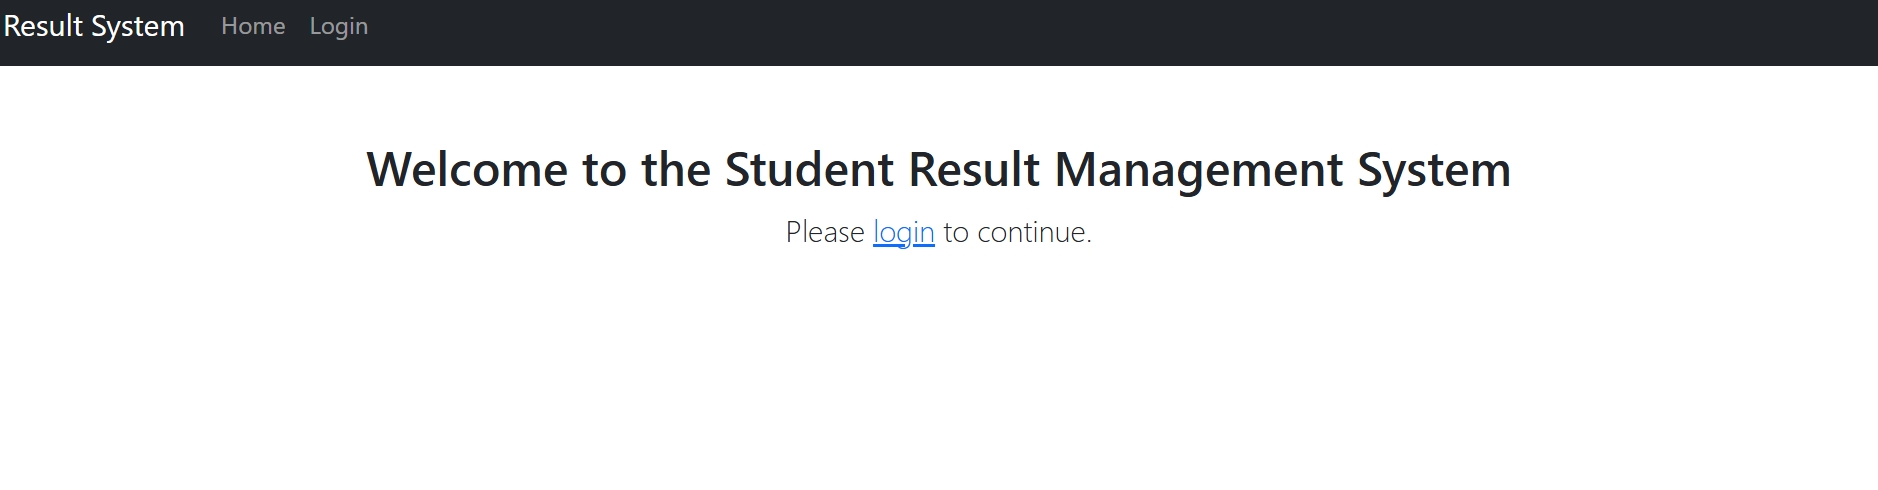 Result System Home Login
Welcome to the Student Result Management System
Please login to continue.